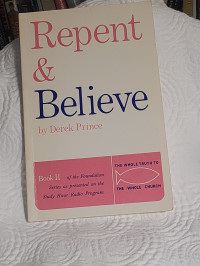 Repent
&
Believe
by Derek Prince
Book II of the Foundation
Series as presented on the
Study Hour Radio Program.
THE WHOLE TRUTH TO
THE WHOLE CHURCH